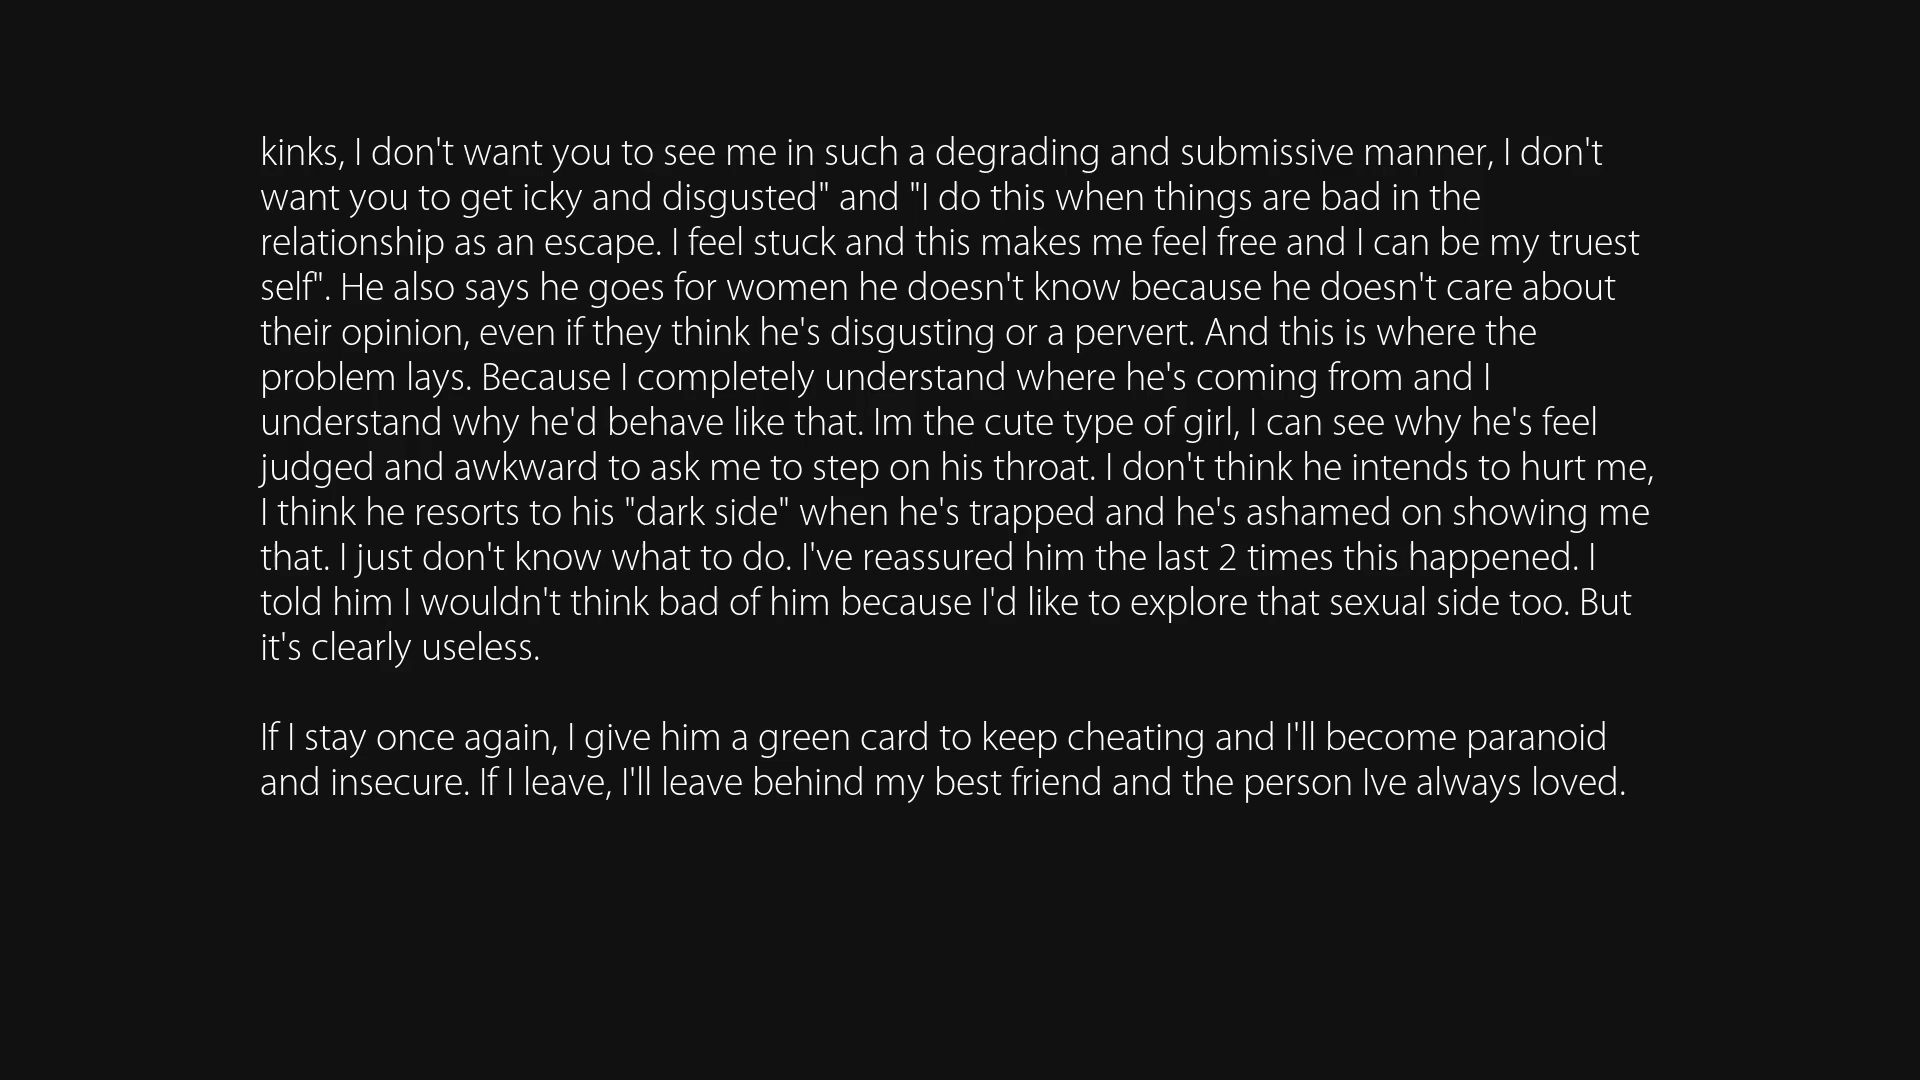 kinks, I don't want you to see me in such a degrading and submissive manner, I don't
want you to get icky and disgusted" and "I do this when things are bad in the
relationship as an escape. I feel stuck and this makes me feel free and I can be my truest
self". He also says he goes for women he doesn't know because he doesn't care about
their opinion, even if they think he's disgusting or a pervert. And this is where the
problem lays. Because I completely understand where he's coming from and I
understand why he'd behave like that. Im the cute type of girl, I can see why he's feel
judged and awkward to ask me to step on his throat. I don't think he intends to hurt me,
I think he resorts to his "dark side" when he's trapped and he's ashamed on showing me
that. I just don't know what to do. I've reassured him the last 2 times this happened. I
told him I wouldn't think bad of him because I'd like to explore that sexual side too. But
it's clearly useless.
If I stay once again, I give him a green card to keep cheating and I'll become paranoid
and insecure. If I leave, I'll leave behind my best friend and the person Ive always loved.